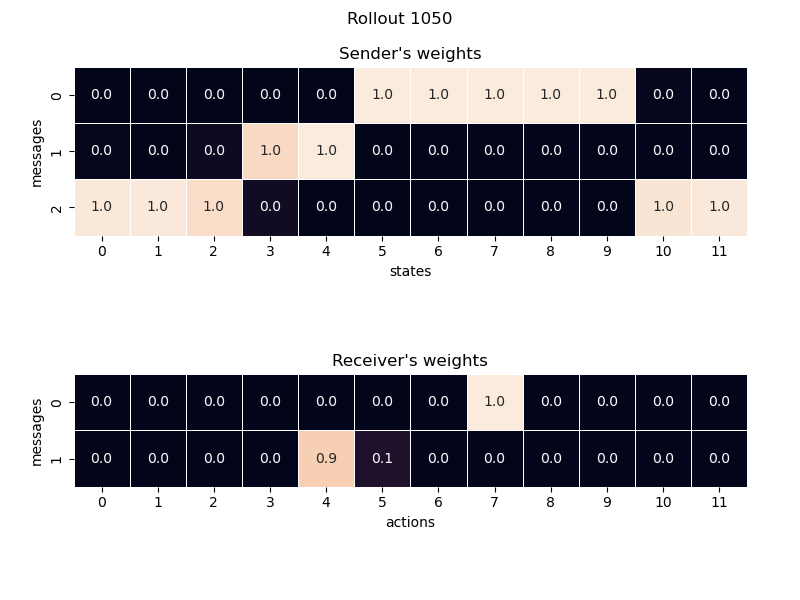 Rollout 1050
Sender's weights
messages
0 0.0 0.0 0.0 0.0 0.0 1.0 1.0 1.0 1.0 1.0 0.0 0.0
1 0.0 0.0 0.0 1.0 1.0 0.0 0.0 0.0 0.0 0.0 0.0 0.0
2 1.0 1.0 1.0 0.0 0.0 0.0 0.0 0.0 0.0 0.0 1.0 1.0
0 1 2 3 4 5 6 7 8 9 10 11
states
Receiver's weights
messages
0 0.0 0.0 0.0 0.0 0.0 0.0 0.0 1.0 0.0 0.0 0.0 0.0
1 0.0 0.0 0.0 0.0 0.9 0.1 0.0 0.0 0.0 0.0 0.0 0.0
0 1 2 3 4 5 6 7 8 9 10 11
actions